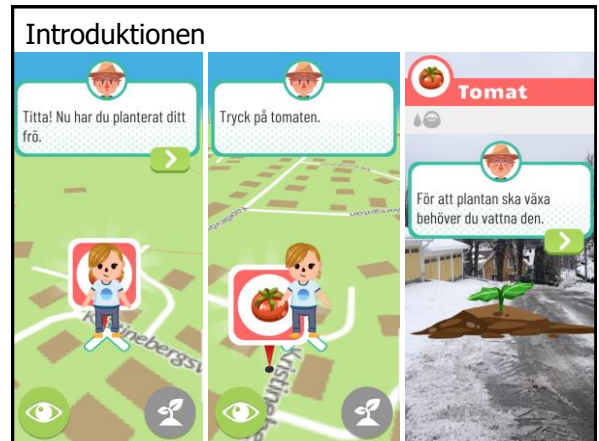 Introduktionen
Titta! Nu har du planterat ditt
frö.
Tryck på tomaten.
Tomat
För att plantan ska växa
behöver du vattna den.